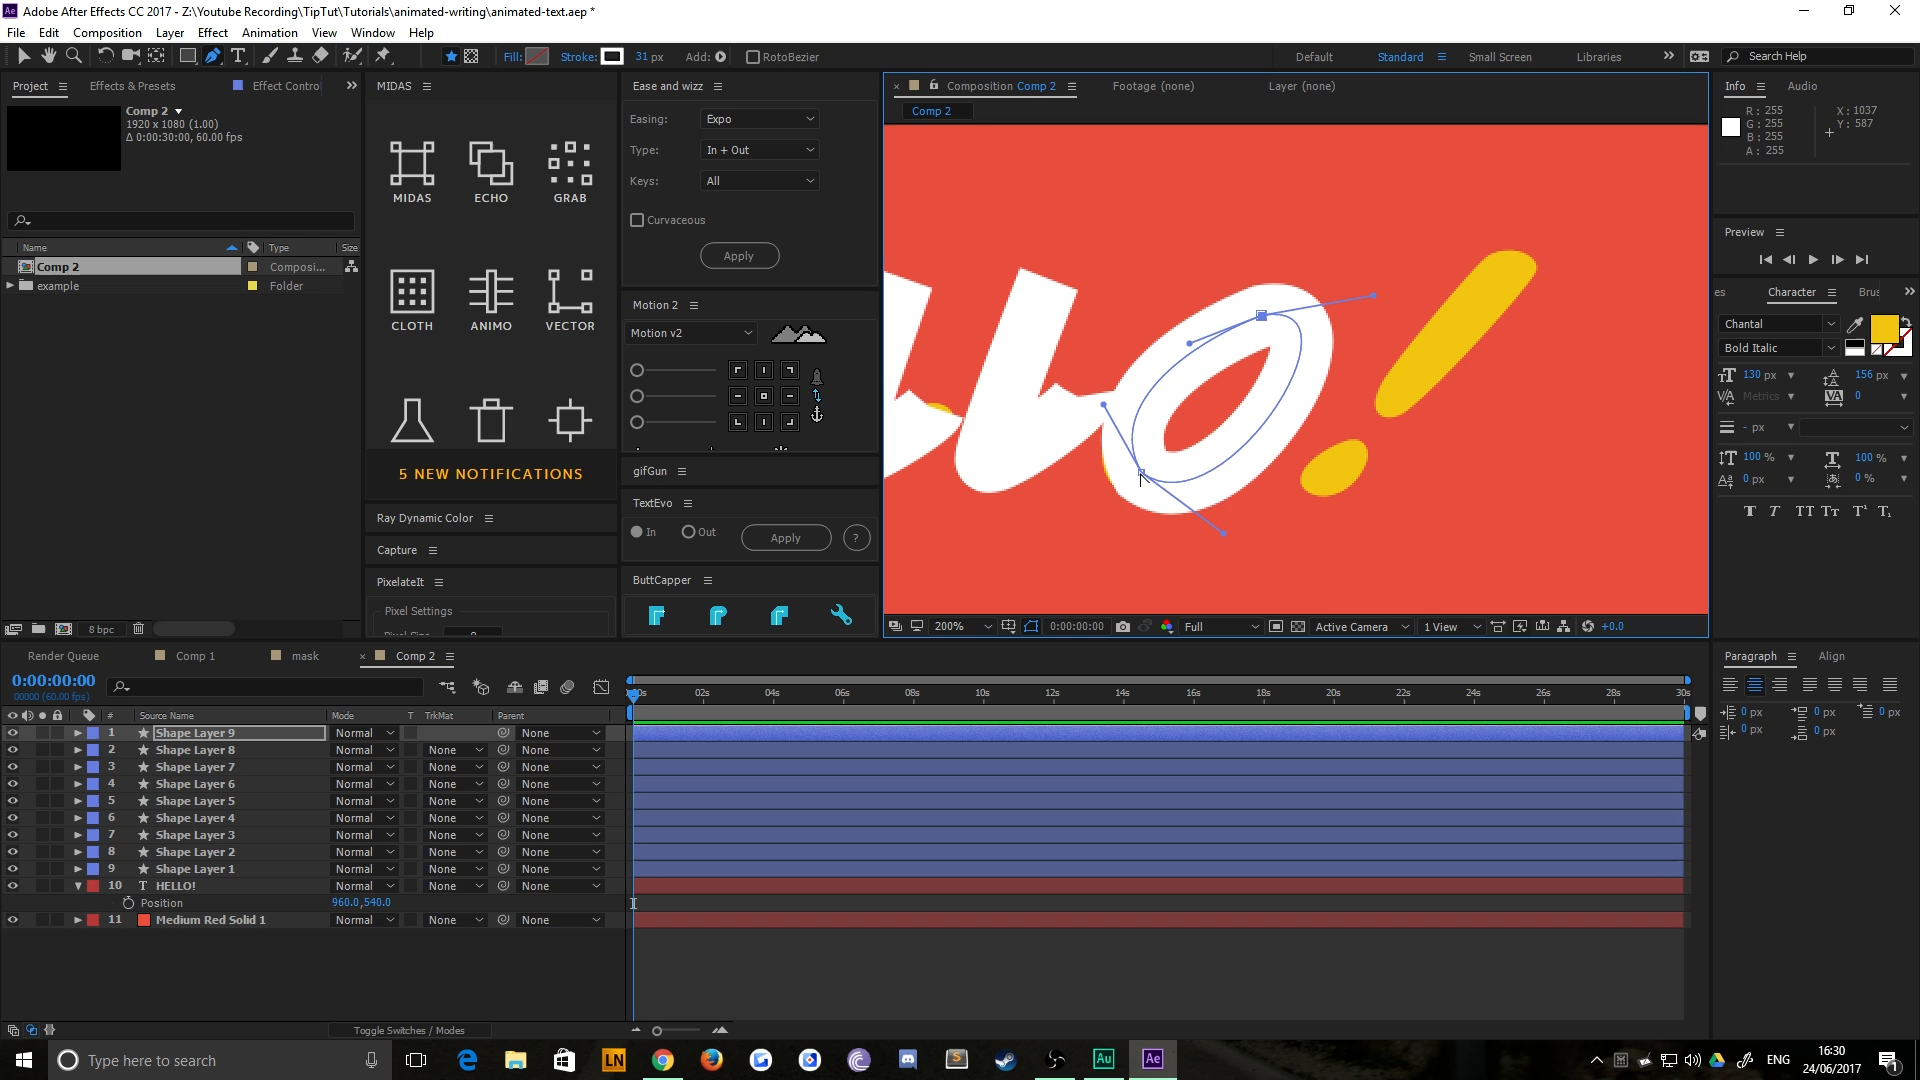 Adobe After Effects CC 2017 - Z:\Youtube Recording\TipTut\Tutorials\animated-writing\animated-text.aep *
File Edit Composition Layer Effect Animation View Window Help
Fill: Stroke: 31 px Add: RotoBezier
Default Standard Small Screen Libraries Search Help
Project Effects & Presets Effect Contro
Comp 2
1920 x 1080 (1.00)
Δ 0:00:30:00, 60.00 fps
Name Type Size
Comp 2 Composi...
example Folder
8 bpc
MIDAS
MIDAS ECHO GRAB
CLOTH ANIMO VECTOR
5 NEW NOTIFICATIONS
Ray Dynamic Color
Capture
PixelateIt
Pixel Settings
Ease and wizz
Easing: Expo
Type: In + Out
Keys: All
Curvaceous
Apply
Motion 2
Motion v2
gifGun
TextEvo
In Out Apply ?
ButtCapper
Composition Comp 2 Footage (none) Layer (none)
Comp 2
llo!
200% 0:00:00:00 Full Active Camera 1 View +0.0
Info Audio
R: 255 X: 1037
G: 255 Y: 587
B: 255
A: 255
Preview
es Character Brus
Chantal
Bold Italic
130 px 156 px
Metrics 0
- px
100 % 100 %
0 px 0 %
T T TT Tt T¹ T₁
Paragraph Align
0 px 0 px 0 px
0 px 0 px
Render Queue Comp 1 mask Comp 2
0:00:00:00
00000 (60.00 fps)
02s 04s 06s 08s 10s 12s 14s 16s 18s 20s 22s 24s 26s 28s 30s
# Source Name Mode T TrkMat Parent
1 Shape Layer 9 Normal None
2 Shape Layer 8 Normal None None
3 Shape Layer 7 Normal None None
4 Shape Layer 6 Normal None None
5 Shape Layer 5 Normal None None
6 Shape Layer 4 Normal None None
7 Shape Layer 3 Normal None None
8 Shape Layer 2 Normal None None
9 Shape Layer 1 Normal None None
10 T HELLO! Normal None None
Position 960.0,540.0
11 Medium Red Solid 1 Normal None None
Toggle Switches / Modes
Type here to search
LN Au Ae
ENG
16:30
24/06/2017
1